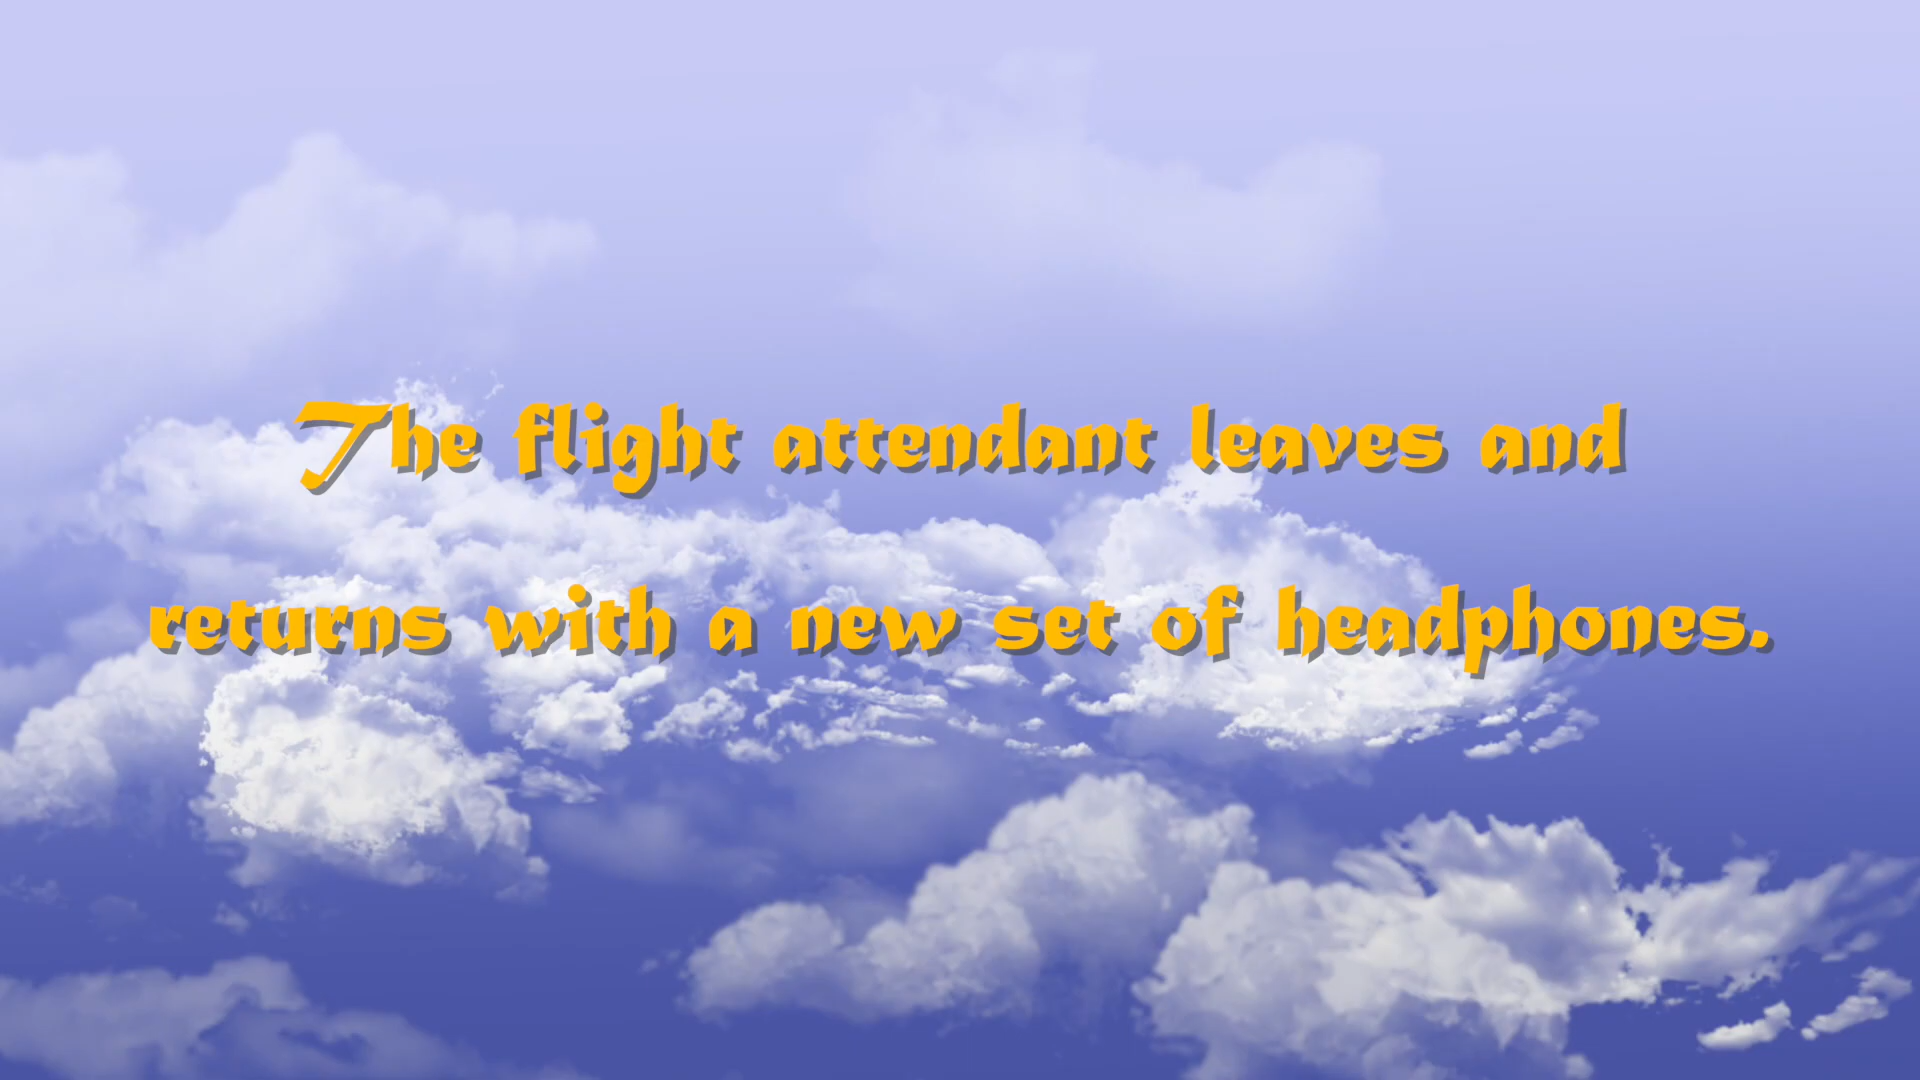 The flight attendant leaves and
returns with a new set of headphones.